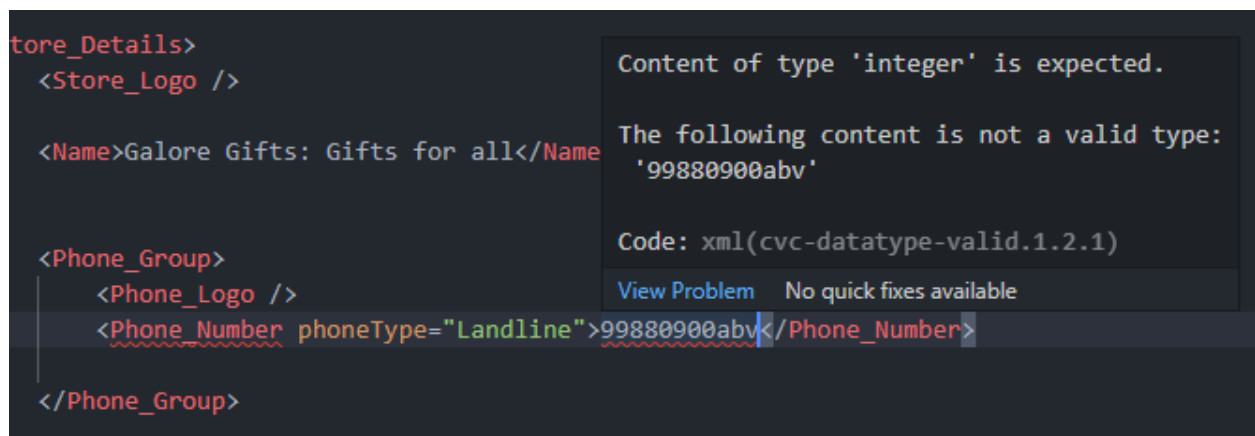 tore_Details>
<Store_Logo />
<Name>Galore Gifts: Gifts for all</Name
<Phone_Group>
<Phone_Logo />
<Phone_Number phoneType="Landline">99880900abv</Phone_Number>
</Phone_Group>
Content of type 'integer' is expected.
The following content is not a valid type:
'99880900abv'
Code: xml(cvc-datatype-valid.1.2.1)
View Problem No quick fixes available